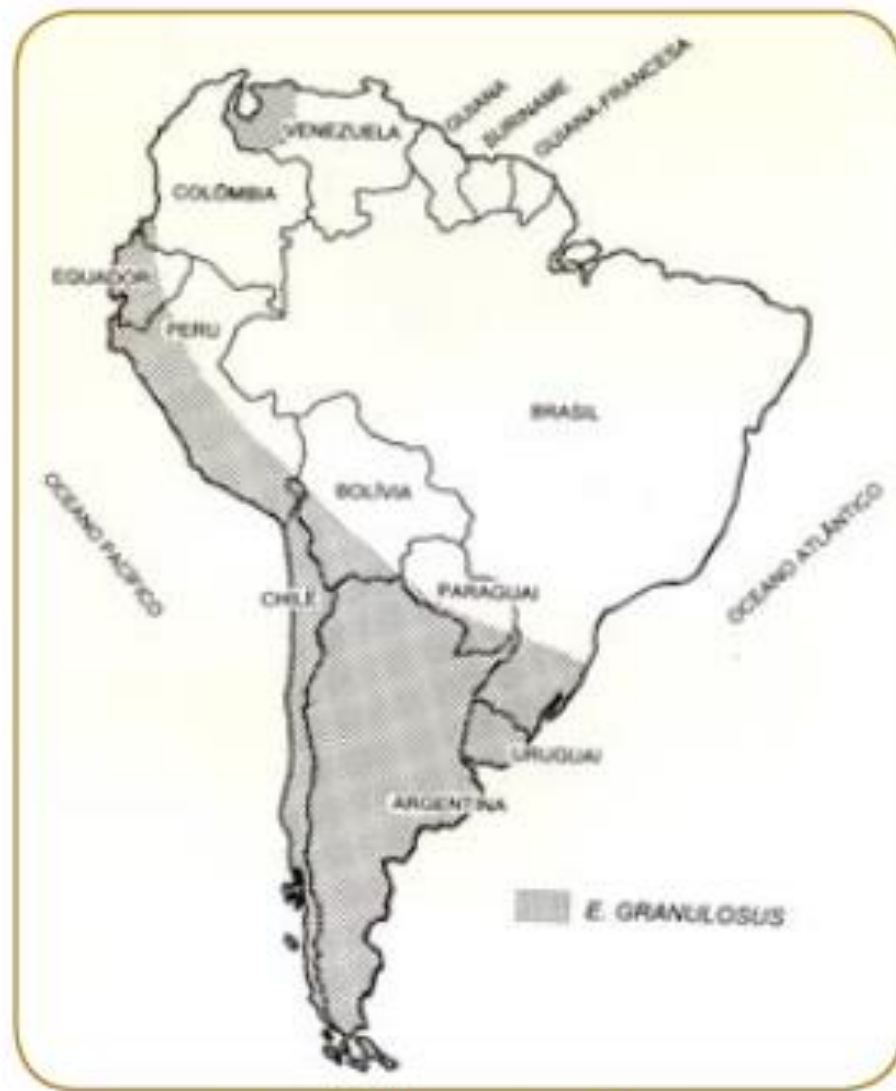 GUIANA
SURINAME
GUIANA-FRANCESA
VENEZUELA
COLÔMBIA
EQUADOR
PERU
BRASIL
BOLÍVIA
OCEANO PACÍFICO
OCEANO ATLÂNTICO
CHILE
PARAGUAI
URUGUAI
ARGENTINA
E. GRANULOSUS